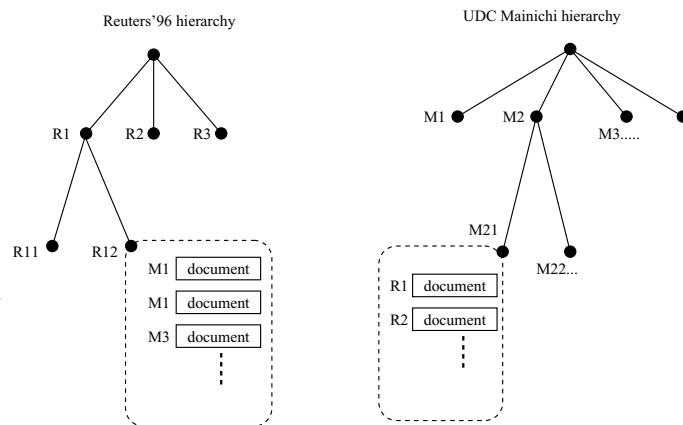 Reuters'96 hierarchy
R1
R2
R3
R11
R12
M1 document
M1 document
M3 document
UDC Mainichi hierarchy
M1
M2
M3.....
M21
M22...
R1 document
R2 document